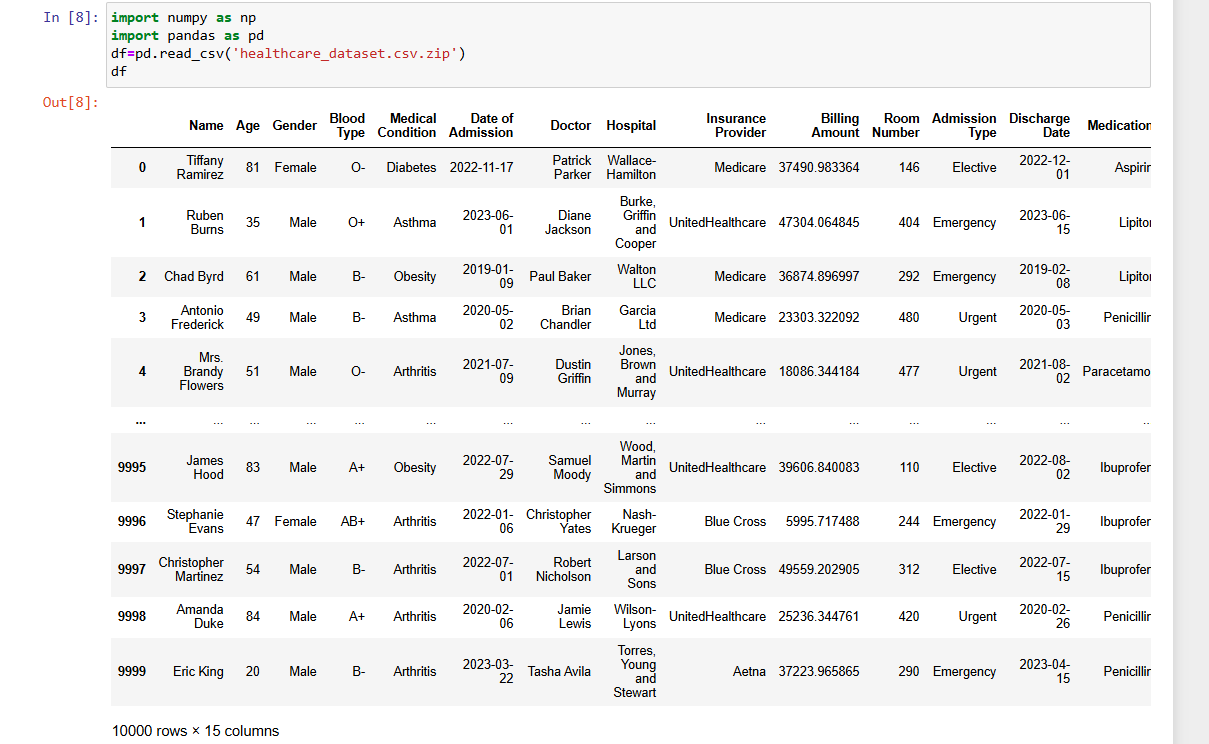 In [8]: import numpy as np
import pandas as pd
df=pd.read_csv('healthcare_dataset.csv.zip')
df
Out[8]:
Name Age Gender Blood Type Medical Condition Date of Admission Doctor Hospital Insurance Provider Billing Amount Room Number Admission Type Discharge Date Medication
0 Tiffany Ramirez 81 Female O- Diabetes 2022-11-17 Patrick Parker Wallace-Hamilton Medicare 37490.983364 146 Elective 2022-12-01 Aspirin
1 Ruben Burns 35 Male O+ Asthma 2023-06-01 Diane Jackson Burke, Griffin and Cooper UnitedHealthcare 47304.064845 404 Emergency 2023-06-15 Lipitor
2 Chad Byrd 61 Male B- Obesity 2019-01-09 Paul Baker Walton LLC Medicare 36874.896997 292 Emergency 2019-02-08 Lipitor
3 Antonio Frederick 49 Male B- Asthma 2020-05-02 Brian Chandler Garcia Ltd Medicare 23303.322092 480 Urgent 2020-05-03 Penicillin
4 Mrs. Brandy Flowers 51 Male O- Arthritis 2021-07-09 Dustin Griffin Jones, Brown and Murray UnitedHealthcare 18086.344184 477 Urgent 2021-08-02 Paracetamo
... ... ... ... ... ... ... ... ... ... ... ... ... ... ..
9995 James Hood 83 Male A+ Obesity 2022-07-29 Samuel Moody Wood, Martin and Simmons UnitedHealthcare 39606.840083 110 Elective 2022-08-02 Ibuprofen
9996 Stephanie Evans 47 Female AB+ Arthritis 2022-01-06 Christopher Yates Nash-Krueger Blue Cross 5995.717488 244 Emergency 2022-01-29 Ibuprofen
9997 Christopher Martinez 54 Male B- Arthritis 2022-07-01 Robert Nicholson Larson and Sons Blue Cross 49559.202905 312 Elective 2022-07-15 Ibuprofen
9998 Amanda Duke 84 Male A+ Arthritis 2020-02-06 Jamie Lewis Wilson-Lyons UnitedHealthcare 25236.344761 420 Urgent 2020-02-26 Penicillin
9999 Eric King 20 Male B- Arthritis 2023-03-22 Tasha Avila Torres, Young and Stewart Aetna 37223.965865 290 Emergency 2023-04-15 Penicillin
10000 rows × 15 columns